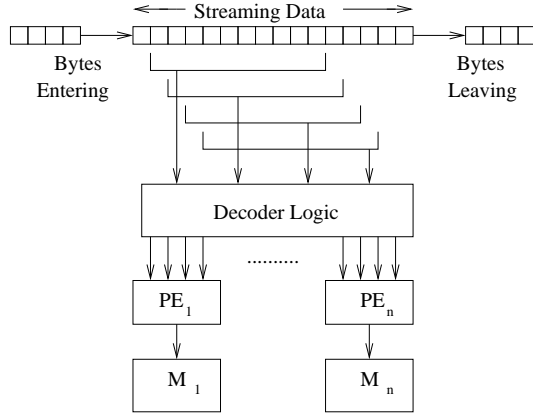 Streaming Data
Bytes
Entering
Bytes
Leaving
Decoder Logic
..........
PE1
PEn
M1
Mn